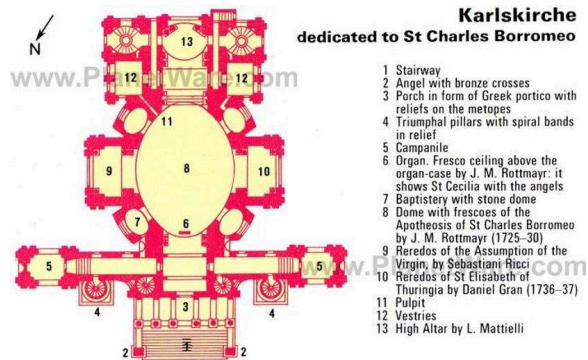 Karlskirche
dedicated to St Charles Borromeo
N
www.PlanetWare.com
1 Stairway
2 Angel with bronze crosses
3 Porch in form of Greek portico with
reliefs on the metopes
4 Triumphal pillars with spiral bands
in relief
5 Campanile
6 Organ. Fresco ceiling above the
organ-case by J. M. Rottmayr: it
shows St Cecilia with the angels
7 Baptistery with stone dome
8 Dome with frescoes of the
Apotheosis of St Charles Borromeo
by J. M. Rottmayr (1725–30)
9 Reredos of the Assumption of the
Virgin, by Sebastiani Ricci
10 Reredos of St Elisabeth of
Thuringia by Daniel Gran (1736–37)
11 Pulpit
12 Vestries
13 High Altar by L. Mattielli
www.PlanetWare.com
13
12
12
11
9
8
10
7
6
5
5
4
3
4
2
1
2